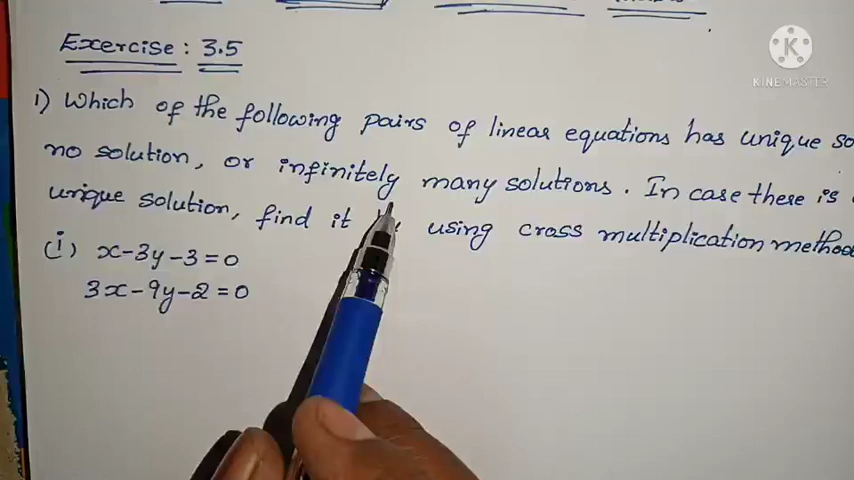 Exercise : 3.5
K
KINEMASTER
1) Which of the following pairs of linear equations has unique so
no solution, or infinitely many solutions. In case there is
unique solution, find it using cross multiplication method
(i) x-3y-3=0
3x-9y-2=0